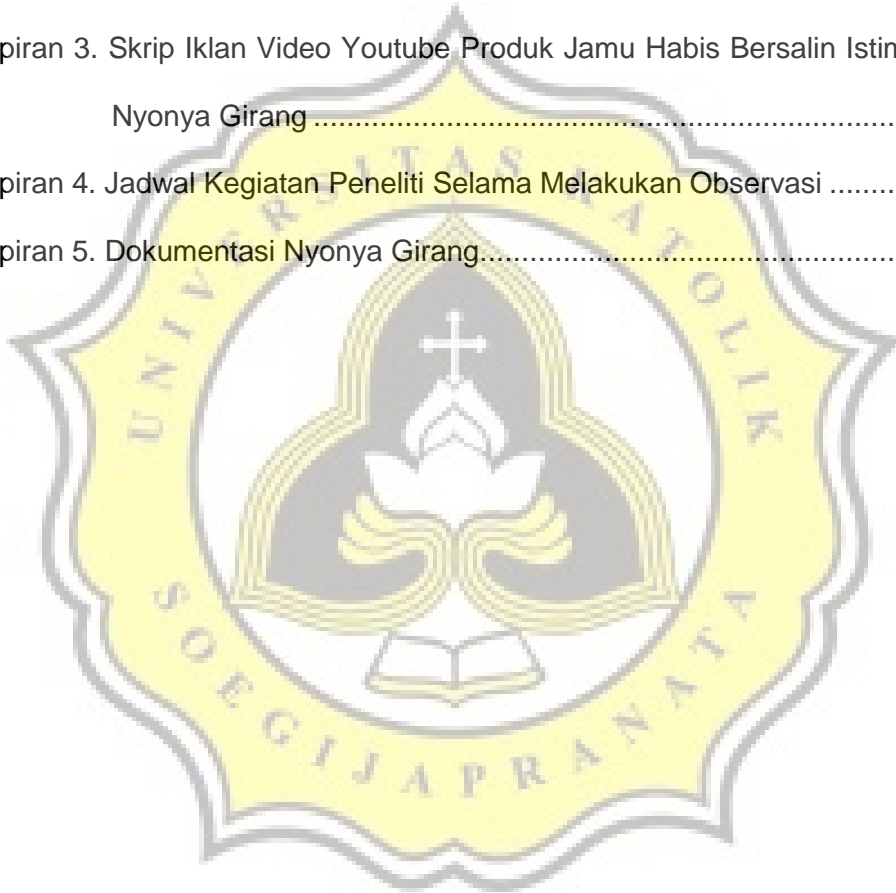 piran 3. Skrip Iklan Video Youtube Produk Jamu Habis Bersalin Istin
Nyonya Girang ........................................................................
piran 4. Jadwal Kegiatan Peneliti Selama Melakukan Observasi ........
piran 5. Dokumentasi Nyonya Girang...................................................
UNIVERSITAS KATOLIK
SOEGIJAPRANATA